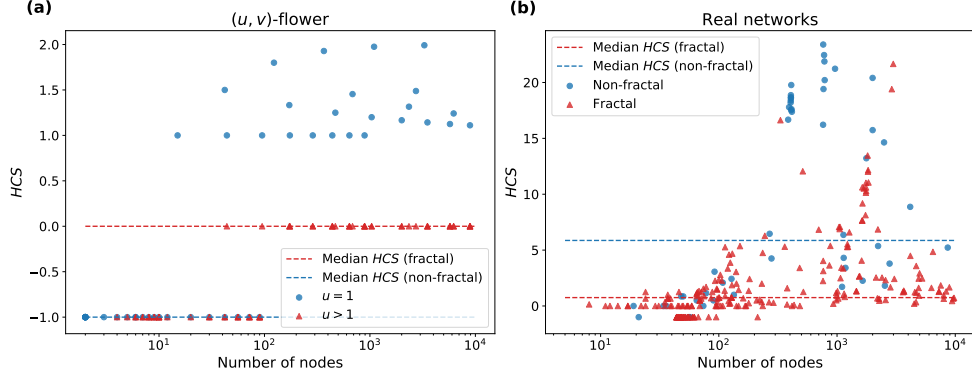 (a)
(u, v)-flower
HCS
2.0
1.5
1.0
0.5
0.0
−0.5
−1.0
Median HCS (fractal)
Median HCS (non-fractal)
u = 1
u > 1
10¹ 10² 10³ 10⁴
Number of nodes
(b)
Real networks
HCS
20
15
10
5
0
Median HCS (fractal)
Median HCS (non-fractal)
Non-fractal
Fractal
10¹ 10² 10³ 10⁴
Number of nodes